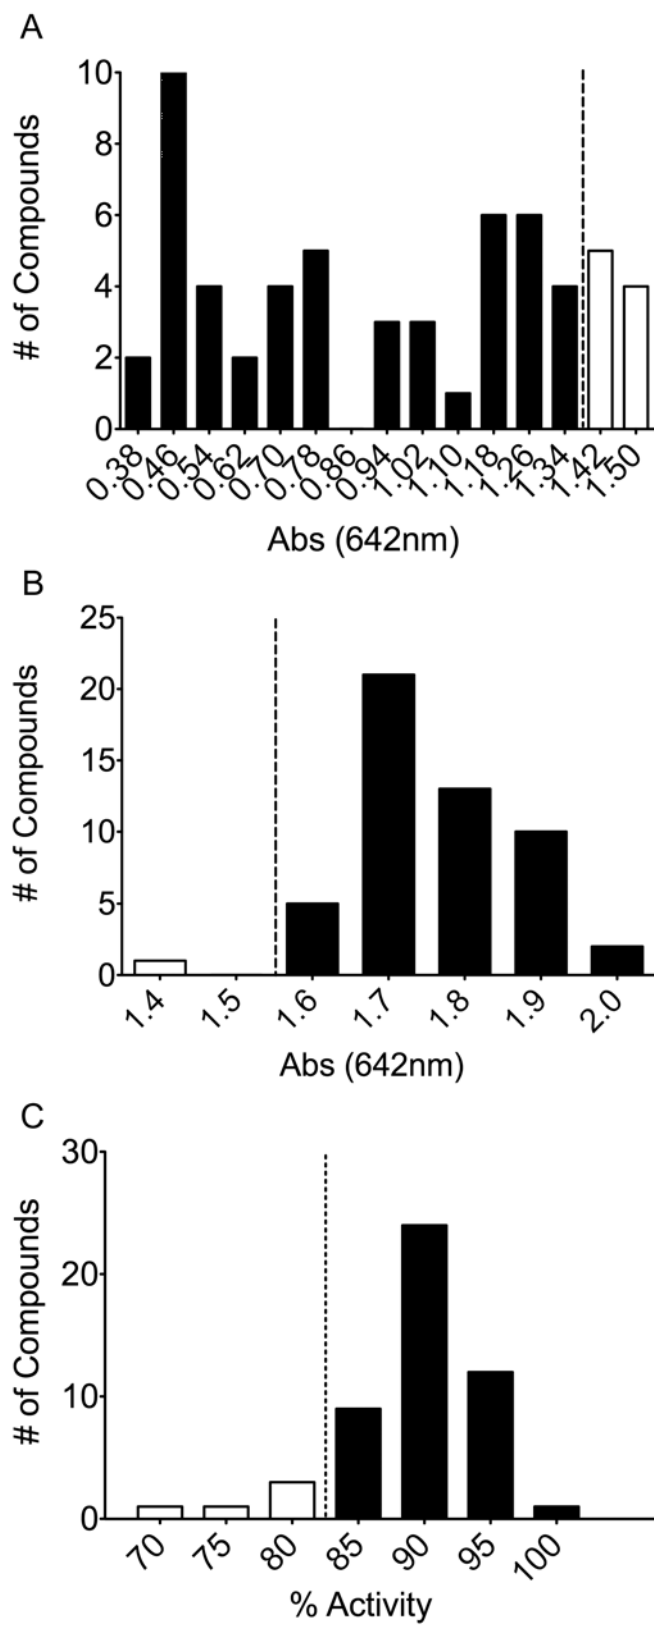 A
# of Compounds
10
8
6
4
2
0
0.38 0.46 0.54 0.62 0.70 0.78 0.86 0.94 1.02 1.10 1.18 1.26 1.34 1.42 1.50
Abs (642nm)
B
# of Compounds
25
20
15
10
5
0
1.4 1.5 1.6 1.7 1.8 1.9 2.0
Abs (642nm)
C
# of Compounds
30
20
10
0
70 75 80 85 90 95 100
% Activity